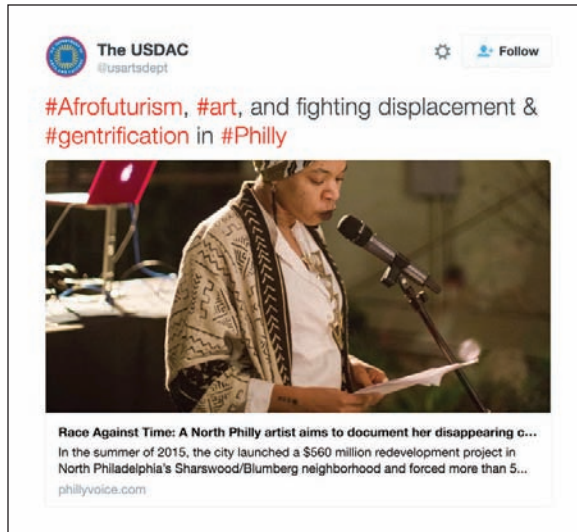 The USDAC
@usartsdept
Follow
#Afrofuturism, #art, and fighting displacement &
#gentrification in #Philly
Race Against Time: A North Philly artist aims to document her disappearing c...
In the summer of 2015, the city launched a $560 million redevelopment project in
North Philadelphia's Sharswood/Blumberg neighborhood and forced more than 5...
phillyvoice.com